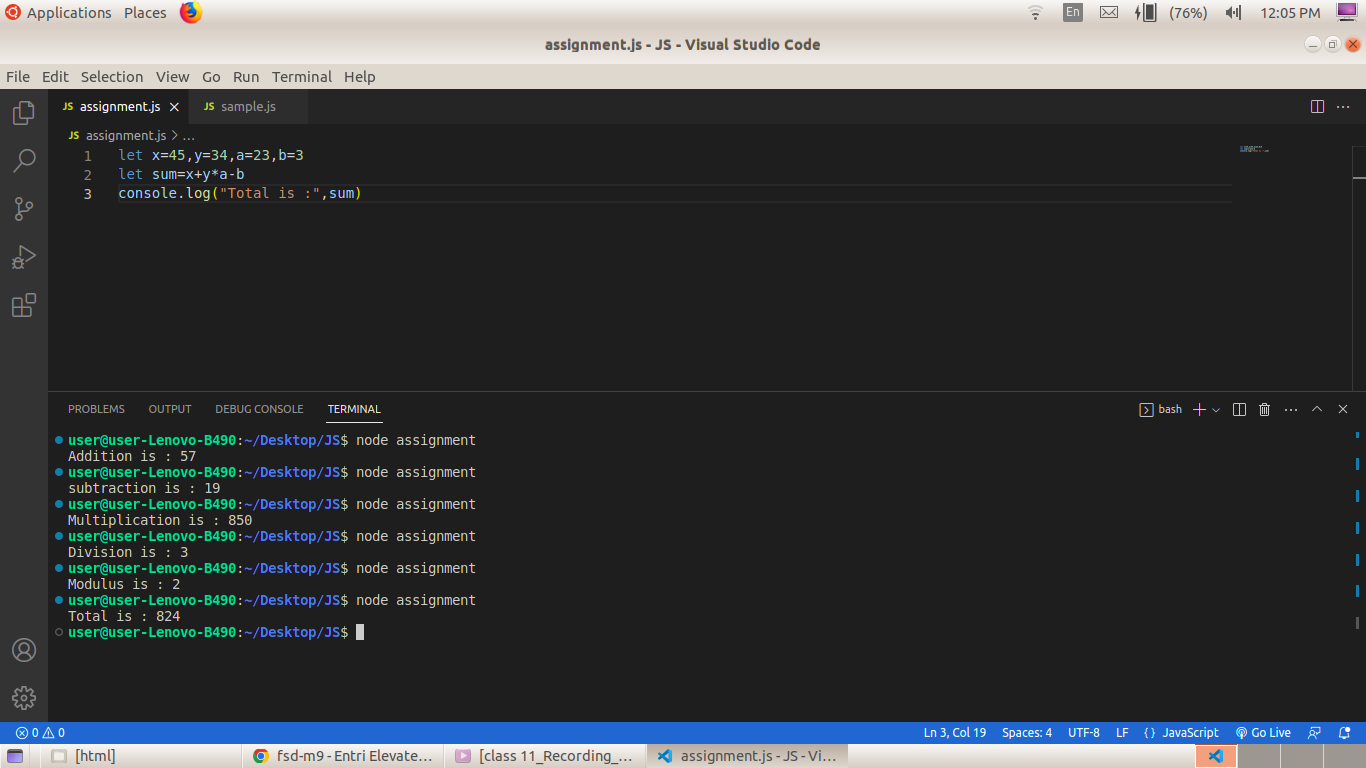 Applications Places En (76%) 12:05 PM
assignment.js - JS - Visual Studio Code
File Edit Selection View Go Run Terminal Help
JS assignment.js JS sample.js
JS assignment.js > ...
1 let x=45,y=34,a=23,b=3
2 let sum=x+y*a-b
3 console.log("Total is :",sum)
PROBLEMS OUTPUT DEBUG CONSOLE TERMINAL bash
user@user-Lenovo-B490:~/Desktop/JS$ node assignment
Addition is : 57
user@user-Lenovo-B490:~/Desktop/JS$ node assignment
subtraction is : 19
user@user-Lenovo-B490:~/Desktop/JS$ node assignment
Multiplication is : 850
user@user-Lenovo-B490:~/Desktop/JS$ node assignment
Division is : 3
user@user-Lenovo-B490:~/Desktop/JS$ node assignment
Modulus is : 2
user@user-Lenovo-B490:~/Desktop/JS$ node assignment
Total is : 824
user@user-Lenovo-B490:~/Desktop/JS$
0 0 Ln 3, Col 19 Spaces: 4 UTF-8 LF {} JavaScript Go Live
[html] fsd-m9 - Entri Elevate... [class 11_Recording_... assignment.js - JS - Vi...